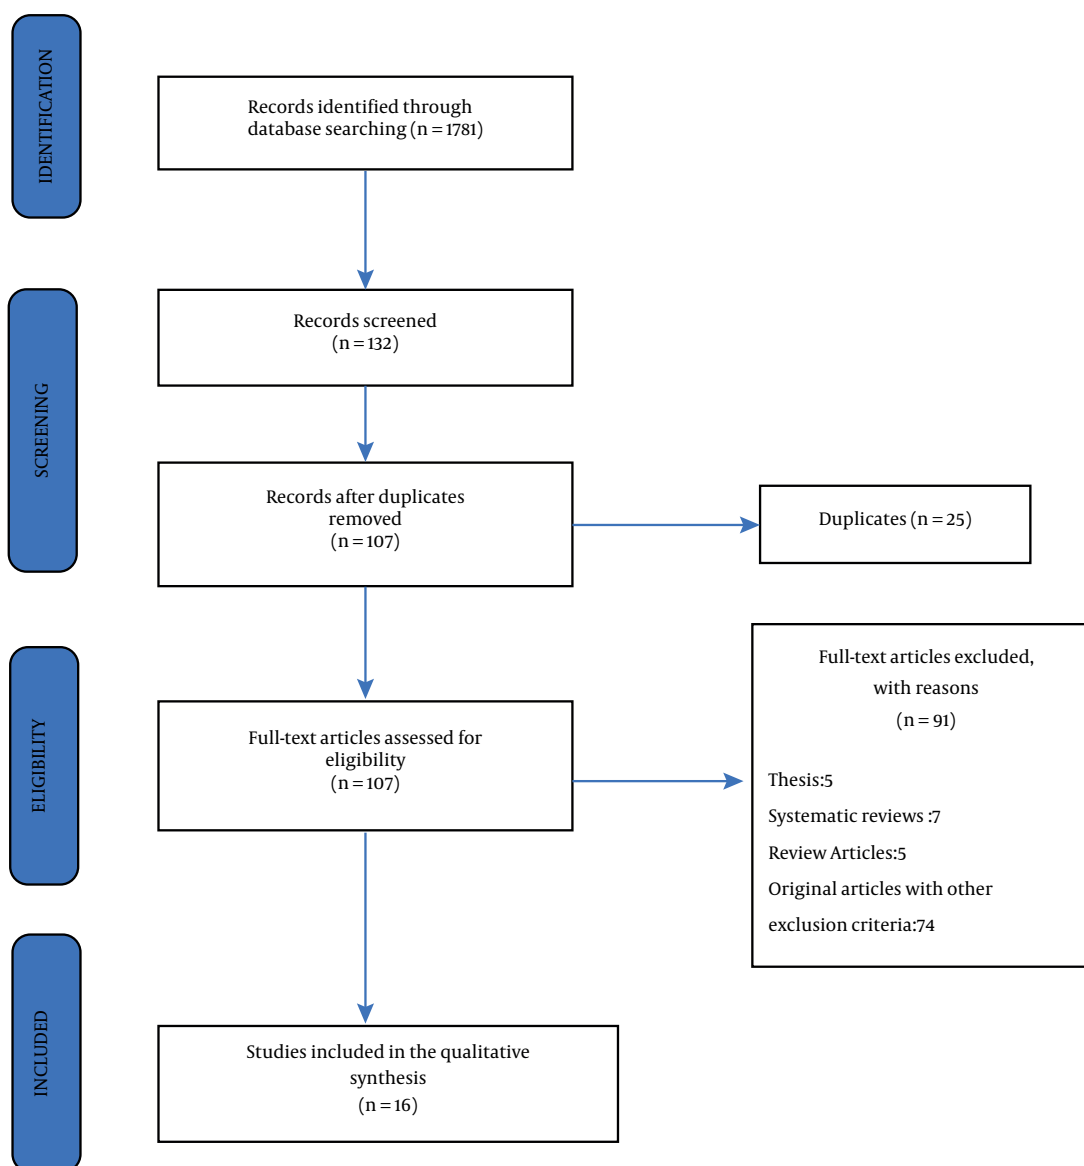 IDENTIFICATION
Records identified through
database searching (n = 1781)
SCREENING
Records screened
(n = 132)
Records after duplicates
removed
(n = 107)
Duplicates (n = 25)
ELIGIBILITY
Full-text articles assessed for
eligibility
(n = 107)
Full-text articles excluded,
with reasons
(n = 91)
Thesis:5
Systematic reviews :7
Review Articles:5
Original articles with other
exclusion criteria:74
INCLUDED
Studies included in the qualitative
synthesis
(n = 16)